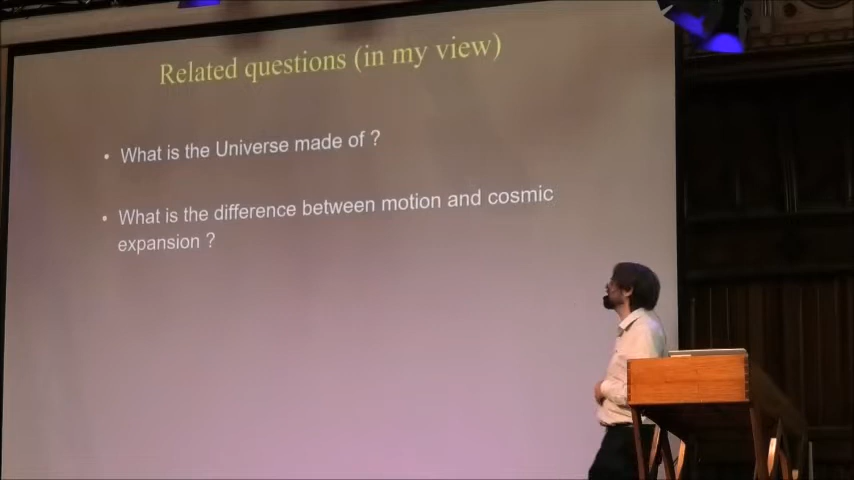 Related questions (in my view)
• What is the Universe made of ?
• What is the difference between motion and cosmic
expansion ?